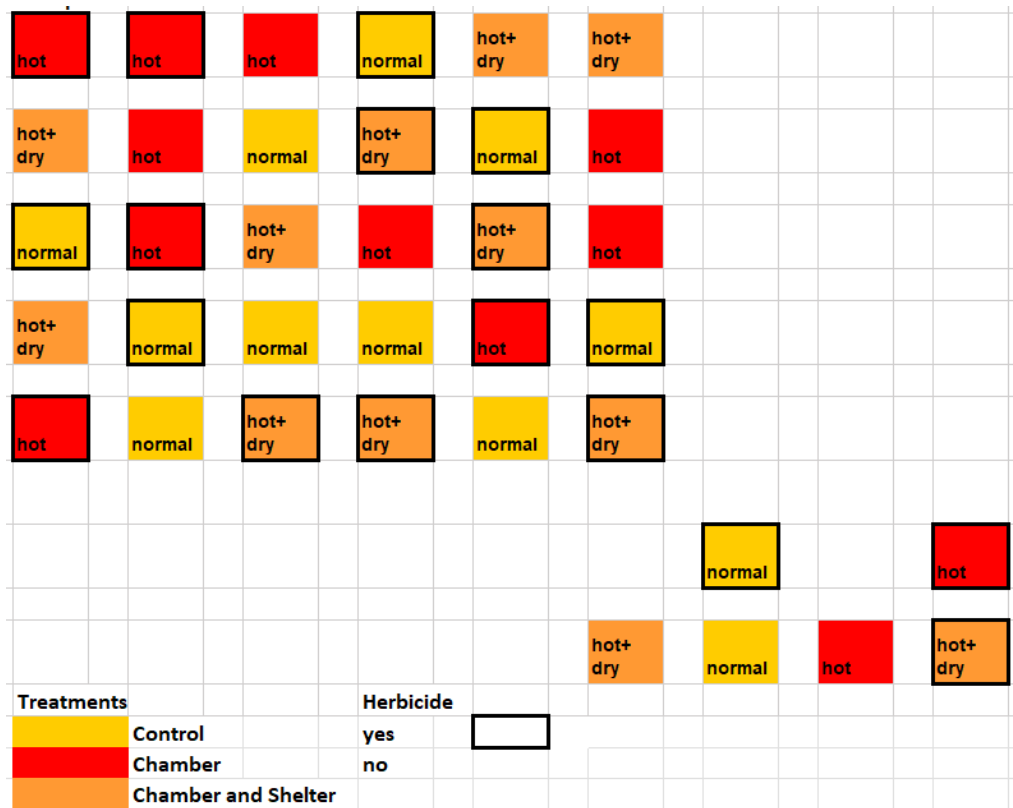 hot
hot
hot
normal
hot+
dry
hot+
dry
hot+
dry
hot
normal
hot+
dry
normal
hot
normal
hot
hot+
dry
hot
hot+
dry
hot
hot+
dry
normal
normal
normal
hot
normal
hot
normal
hot+
dry
hot+
dry
normal
hot+
dry
normal
hot
hot+
dry
normal
hot
hot+
dry
Treatments
Herbicide
Control
yes
Chamber
no
Chamber and Shelter